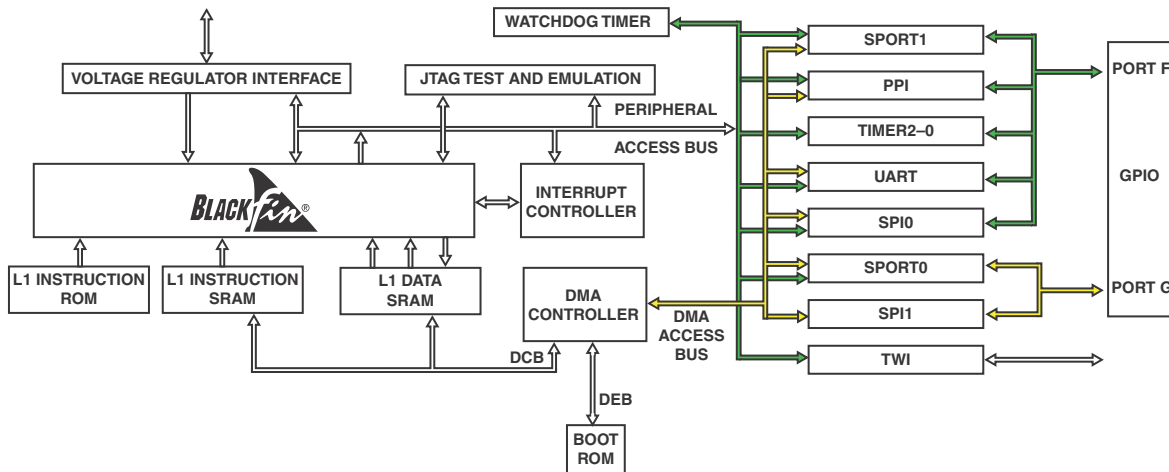 WATCHDOG TIMER
VOLTAGE REGULATOR INTERFACE
JTAG TEST AND EMULATION
PERIPHERAL
ACCESS BUS
BLACKfin®
INTERRUPT
CONTROLLER
L1 INSTRUCTION
ROM
L1 INSTRUCTION
SRAM
L1 DATA
SRAM
DMA
CONTROLLER
DCB
DEB
BOOT
ROM
DMA
ACCESS
BUS
SPORT1
PPI
TIMER2–0
UART
SPI0
SPORT0
SPI1
TWI
PORT F
GPIO
PORT G